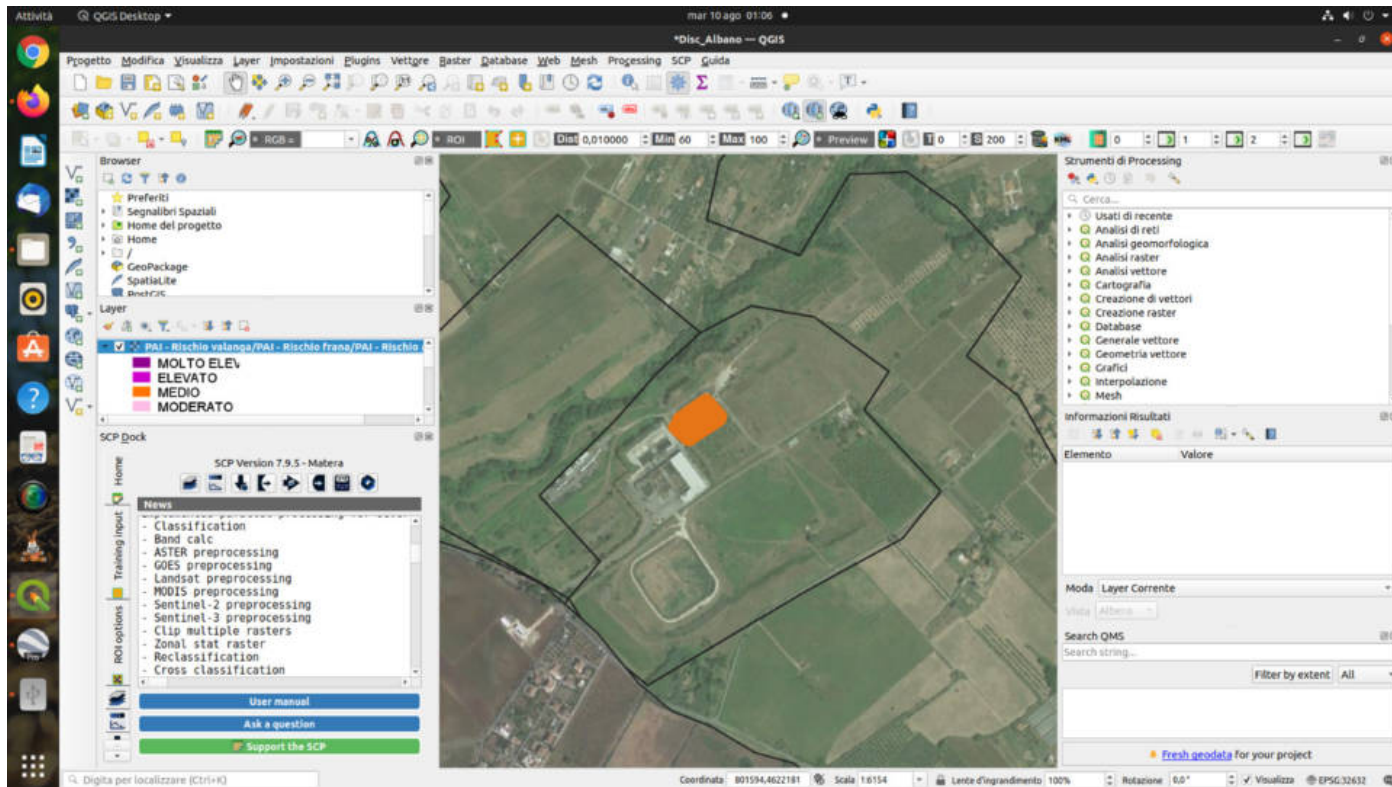 Attività QGIS Desktop mar 10 ago 01:06
*Disc_Albano — QGIS
Progetto Modifica Visualizza Layer Impostazioni Plugins Vettore Raster Database Web Mesh Processing SCP Guida
RGB = ROI Dist 0,010000 Min 60 Max 100 Preview T 0 S 200 0 1 2
Browser
Preferiti
Segnalibri Spaziali
Home del progetto
Home
/
GeoPackage
SpatiaLite
PostGIS
Layer
PAI - Rischio valanga/PAI - Rischio frana/PAI - Rischio
MOLTO ELEV
ELEVATO
MEDIO
MODERATO
SCP Dock
Home
Training input
ROI options
SCP Version 7.9.5 - Matera
News
- Classification
- Band calc
- ASTER preprocessing
- GOES preprocessing
- Landsat preprocessing
- MODIS preprocessing
- Sentinel-2 preprocessing
- Sentinel-3 preprocessing
- Clip multiple rasters
- Zonal stat raster
- Reclassification
- Cross classification
User manual
Ask a question
Support the SCP
Strumenti di Processing
Cerca...
Usati di recente
Analisi di reti
Analisi geomorfologica
Analisi raster
Analisi vettore
Cartografia
Creazione di vettori
Creazione raster
Database
Generale vettore
Geometria vettore
Grafici
Interpolazione
Mesh
Informazioni Risultati
Elemento Valore
Moda Layer Corrente
Vista Albero
Search QMS
Search string...
Filter by extent All
Fresh geodata for your project
Digita per localizzare (Ctrl+K) Coordinata 801594,4622181 Scala 1:6154 Lente d'ingrandimento 100% Rotazione 0,0 ° Visualizza EPSG:32632